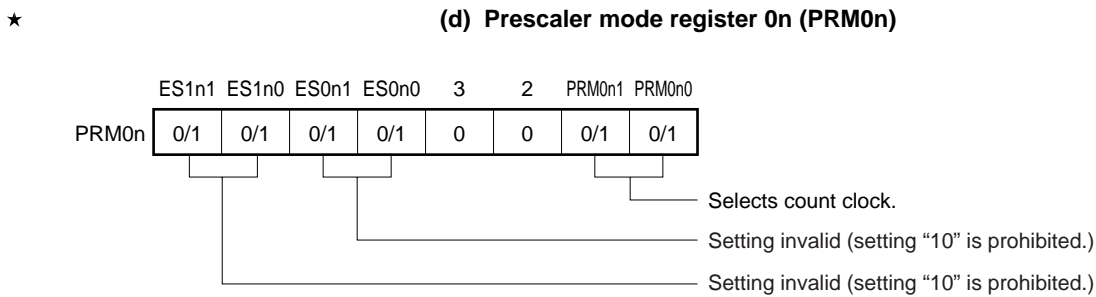 ★ (d) Prescaler mode register 0n (PRM0n)
ES1n1 ES1n0 ES0n1 ES0n0 3 2 PRM0n1 PRM0n0
PRM0n 0/1 0/1 0/1 0/1 0 0 0/1 0/1
Selects count clock.
Setting invalid (setting “10” is prohibited.)
Setting invalid (setting “10” is prohibited.)